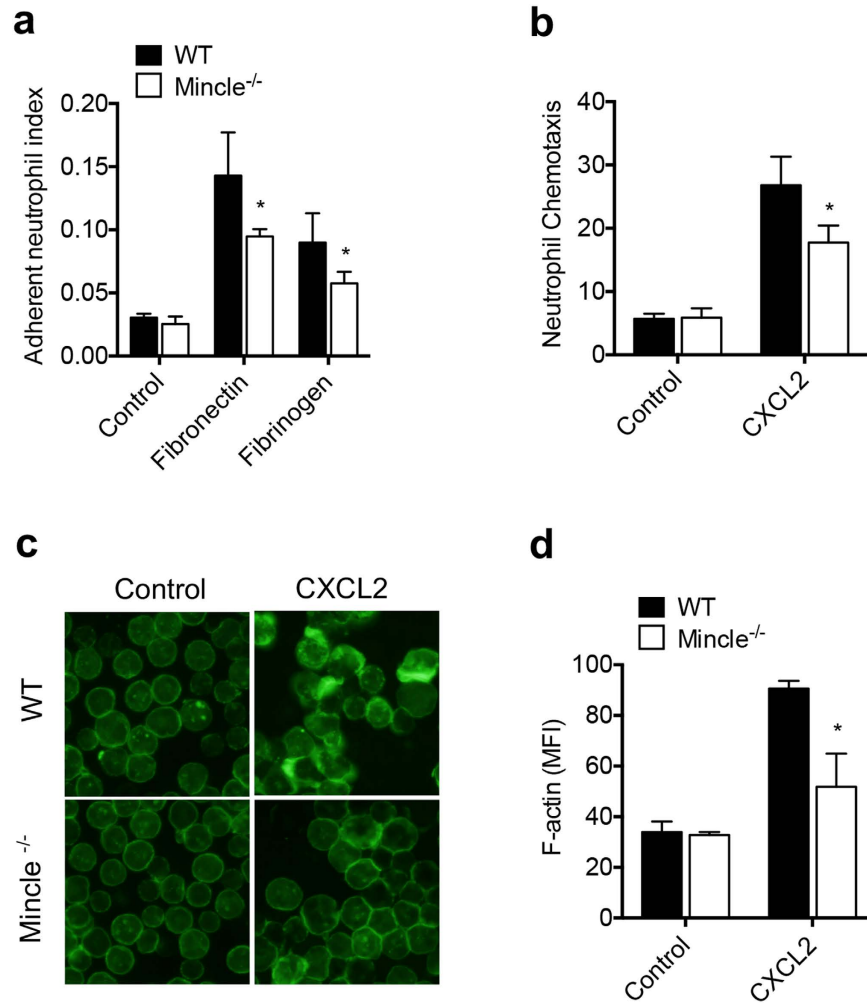 a
WT
Mincle-/-
Adherent neutrophil index
0.20
0.15
0.10
0.05
0.00
*
*
Control
Fibronectin
Fibrinogen
b
Neutrophil Chemotaxis
40
30
20
10
0
*
Control
CXCL2
c
Control
CXCL2
WT
Mincle -/-
d
WT
Mincle-/-
F-actin (MFI)
100
80
60
40
20
0
*
Control
CXCL2